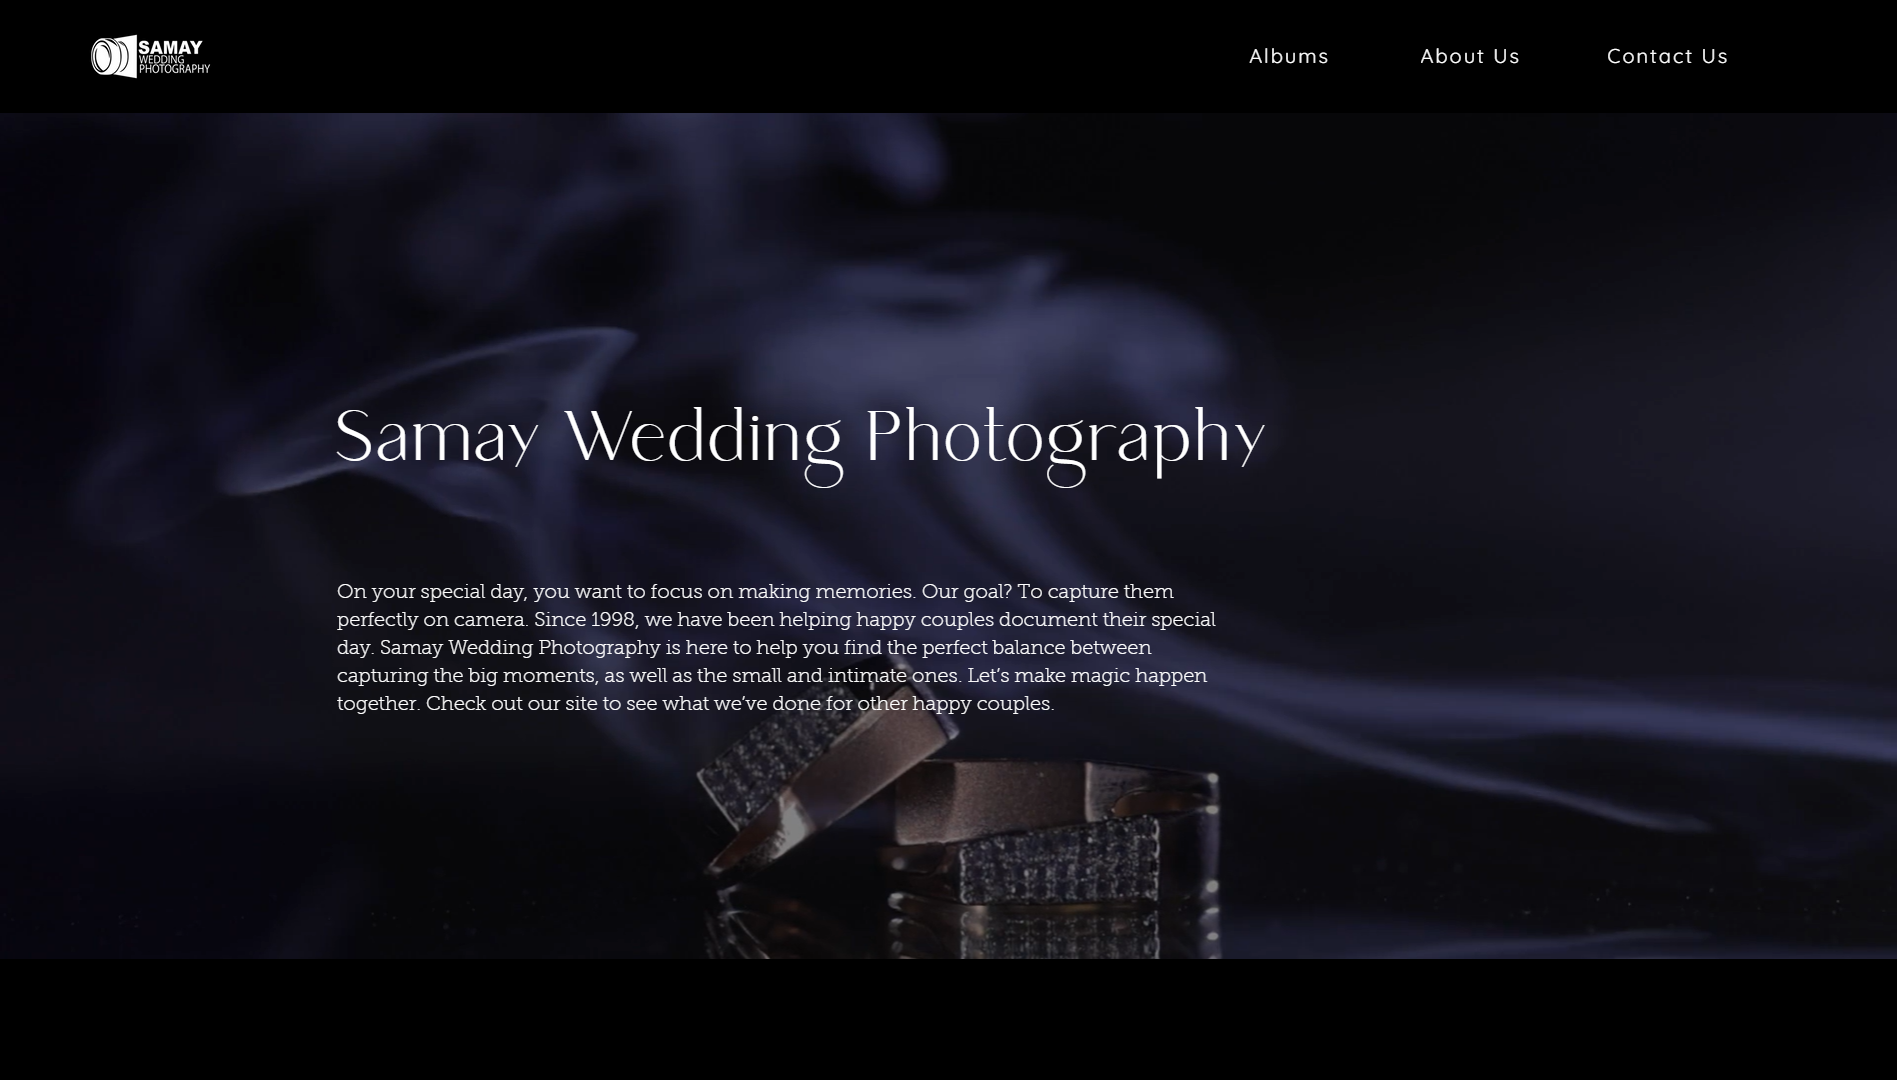 SAMAY
WEDDING
PHOTOGRAPHY
Albums
About Us
Contact Us
Samay Wedding Photography
On your special day, you want to focus on making memories. Our goal? To capture them
perfectly on camera. Since 1998, we have been helping happy couples document their special
day. Samay Wedding Photography is here to help you find the perfect balance between
capturing the big moments, as well as the small and intimate ones. Let’s make magic happen
together. Check out our site to see what we’ve done for other happy couples.